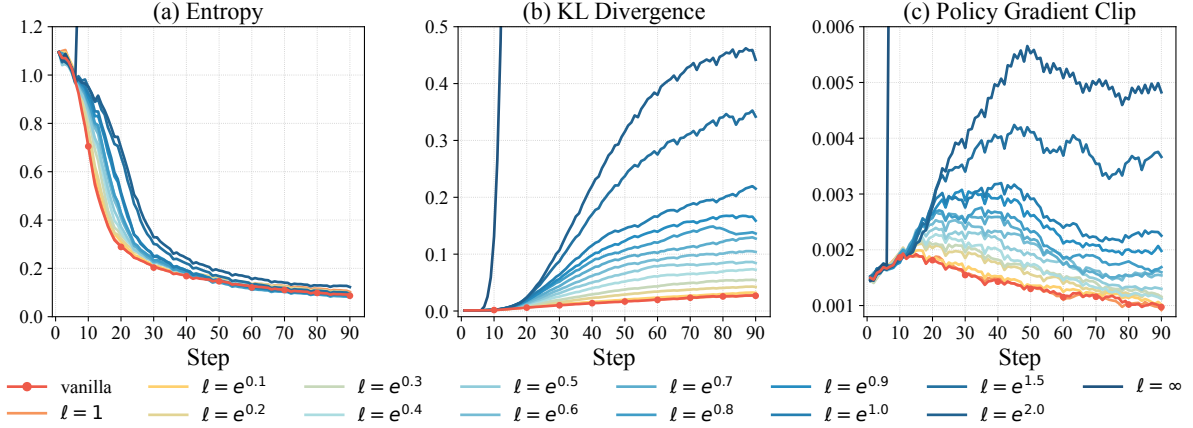 (a) Entropy
(b) KL Divergence
(c) Policy Gradient Clip
1.2
1.0
0.8
0.6
0.4
0.2
0.0
0 10 20 30 40 50 60 70 80 90
Step
0.5
0.4
0.3
0.2
0.1
0.0
0 10 20 30 40 50 60 70 80 90
Step
0.006
0.005
0.004
0.003
0.002
0.001
0 10 20 30 40 50 60 70 80 90
Step
vanilla ℓ = e^0.1 ℓ = e^0.3 ℓ = e^0.5 ℓ = e^0.7 ℓ = e^0.9 ℓ = e^1.5 ℓ = ∞
ℓ = 1 ℓ = e^0.2 ℓ = e^0.4 ℓ = e^0.6 ℓ = e^0.8 ℓ = e^1.0 ℓ = e^2.0